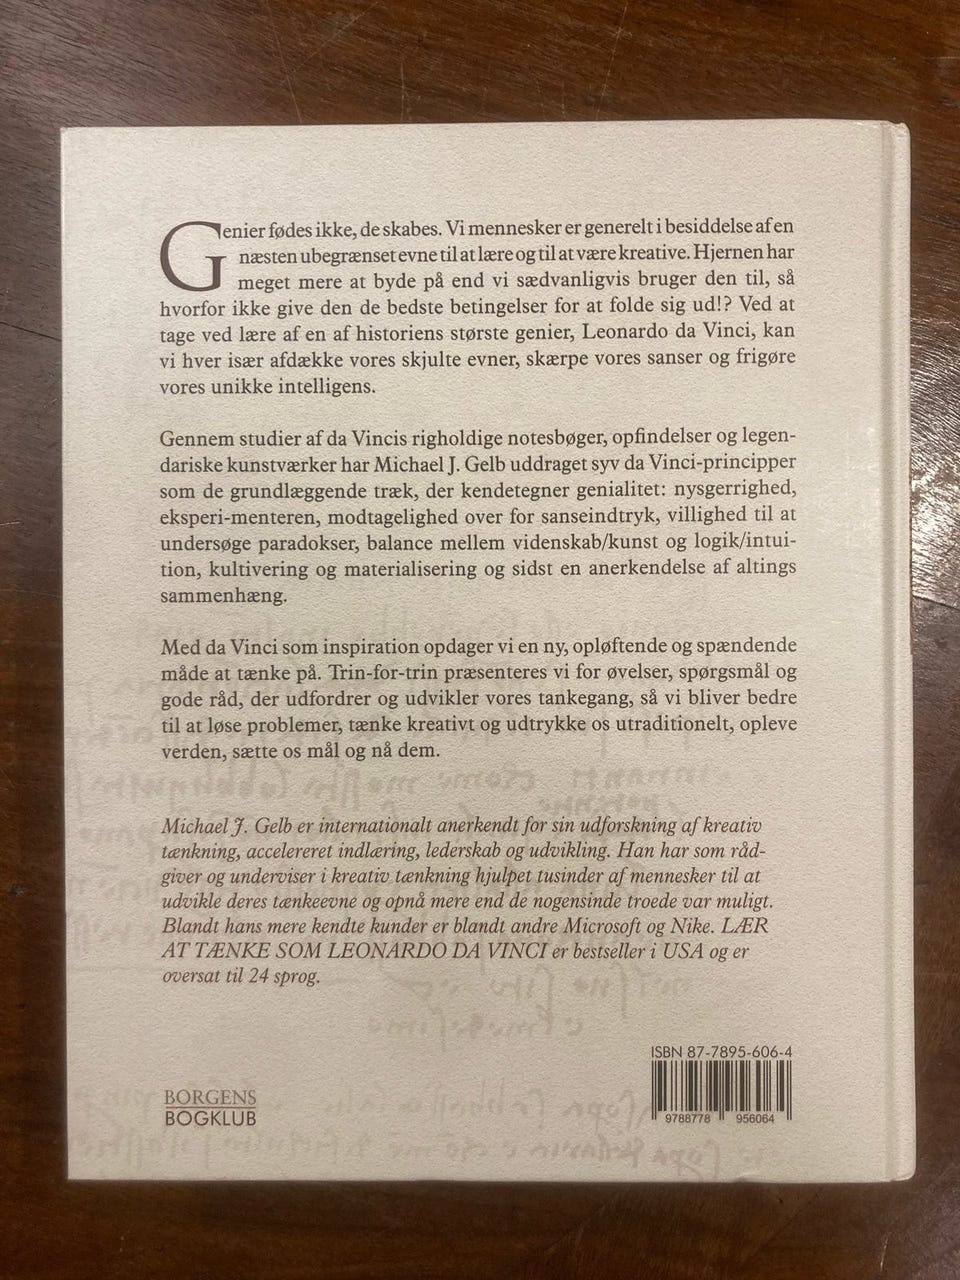 Genier fødes ikke, de skabes. Vi mennesker er generelt i besiddelse af en
næsten ubegrænset evne til at lære og til at være kreative. Hjernen har
meget mere at byde på end vi sædvanligvis bruger den til, så
hvorfor ikke give den de bedste betingelser for at folde sig ud!? Ved at
tage ved lære af en af historiens største genier, Leonardo da Vinci, kan
vi hver især afdække vores skjulte evner, skærpe vores sanser og frigøre
vores unikke intelligens.
Gennem studier af da Vincis righoldige notesbøger, opfindelser og legen-
dariske kunstværker har Michael J. Gelb uddraget syv da Vinci-principper
som de grundlæggende træk, der kendetegner genialitet: nysgerrighed,
eksperi-menteren, modtagelighed over for sanseindtryk, villighed til at
undersøge paradokser, balance mellem videnskab/kunst og logik/intui-
tion, kultivering og materialisering og sidst en anerkendelse af altings
sammenhæng.
Med da Vinci som inspiration opdager vi en ny, opløftende og spændende
måde at tænke på. Trin-for-trin præsenteres vi for øvelser, spørgsmål og
gode råd, der udfordrer og udvikler vores tankegang, så vi bliver bedre
til at løse problemer, tænke kreativt og udtrykke os utraditionelt, opleve
verden, sætte os mål og nå dem.
Michael J. Gelb er internationalt anerkendt for sin udforskning af kreativ
tænkning, accelereret indlæring, lederskab og udvikling. Han har som råd-
giver og underviser i kreativ tænkning hjulpet tusinder af mennesker til at
udvikle deres tænkeevne og opnå mere end de nogensinde troede var muligt.
Blandt hans mere kendte kunder er blandt andre Microsoft og Nike. LÆR
AT TÆNKE SOM LEONARDO DA VINCI er bestseller i USA og er
oversat til 24 sprog.
ISBN 87-7895-606-4
BORGENS
BOGKLUB
9788778 956064